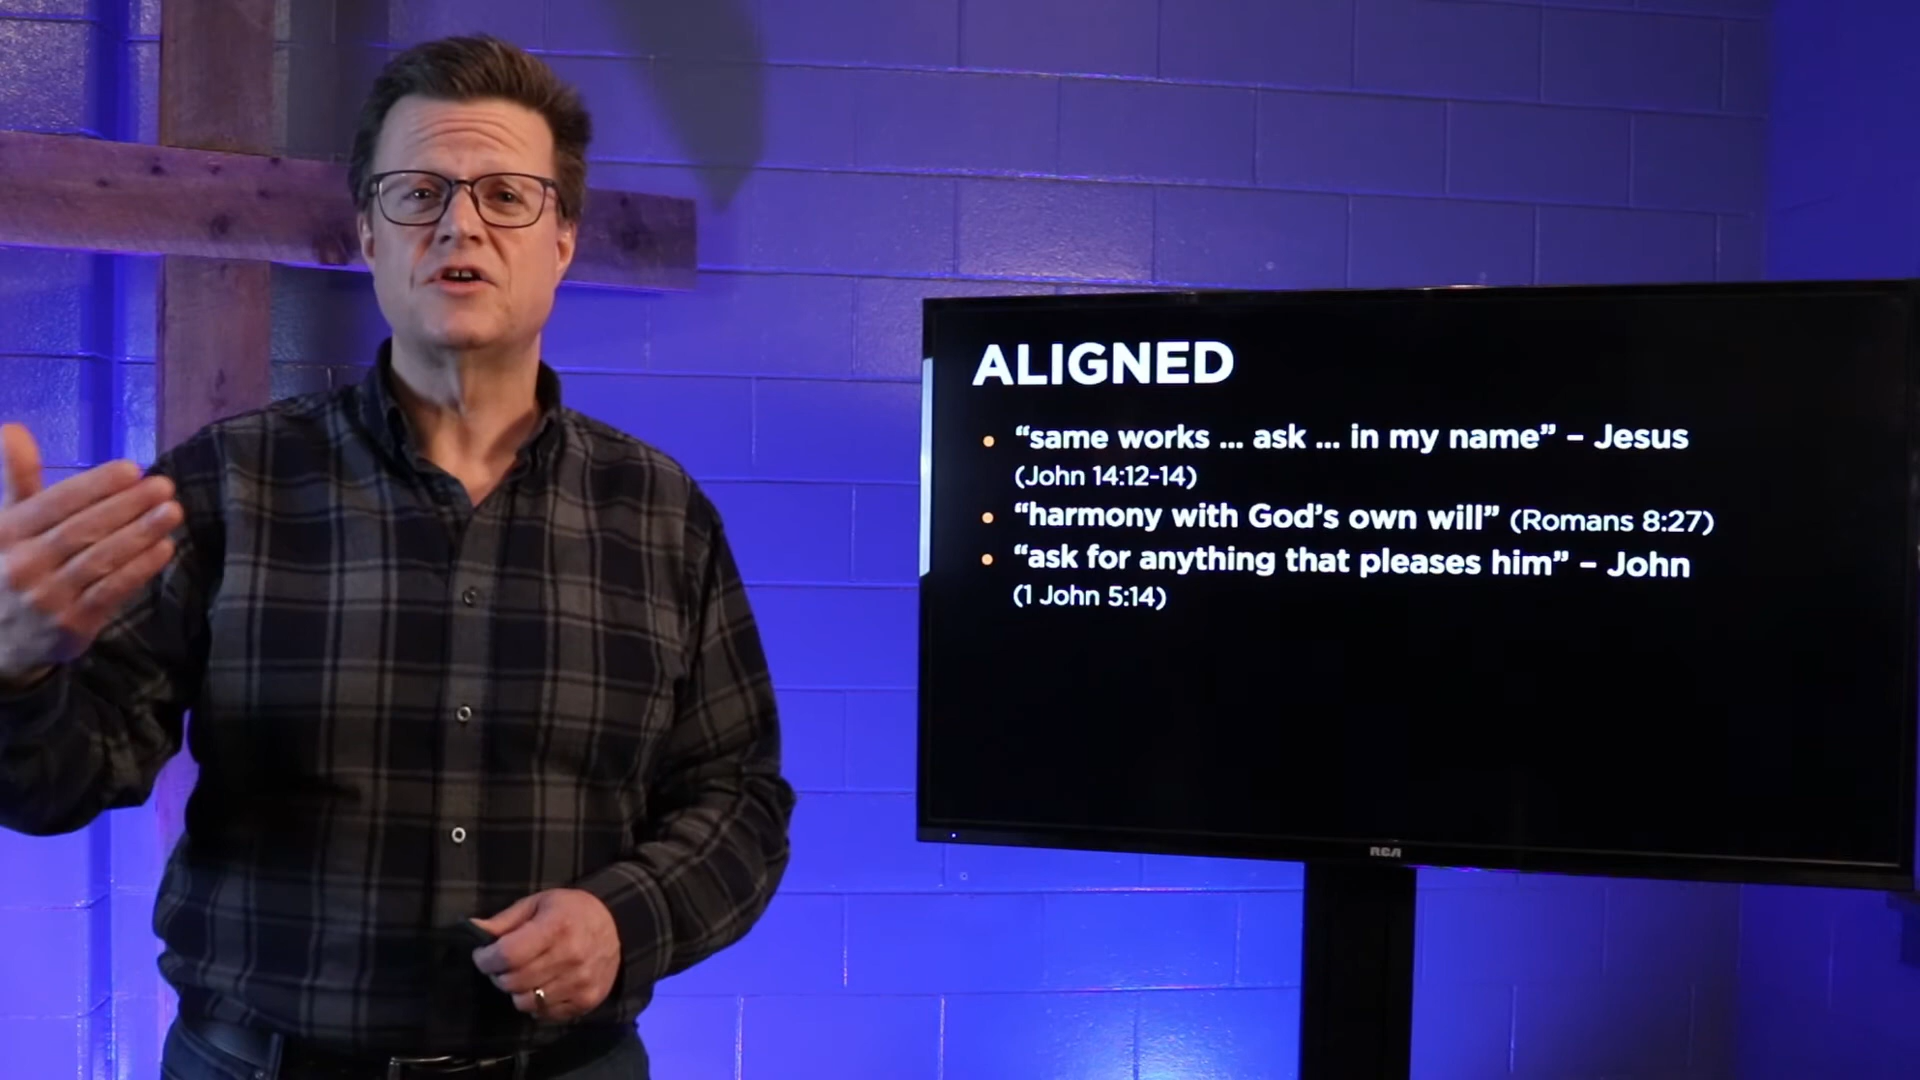 ALIGNED
“same works ... ask ... in my name” – Jesus
(John 14:12-14)
“harmony with God’s own will” (Romans 8:27)
“ask for anything that pleases him” – John
(1 John 5:14)
RCA